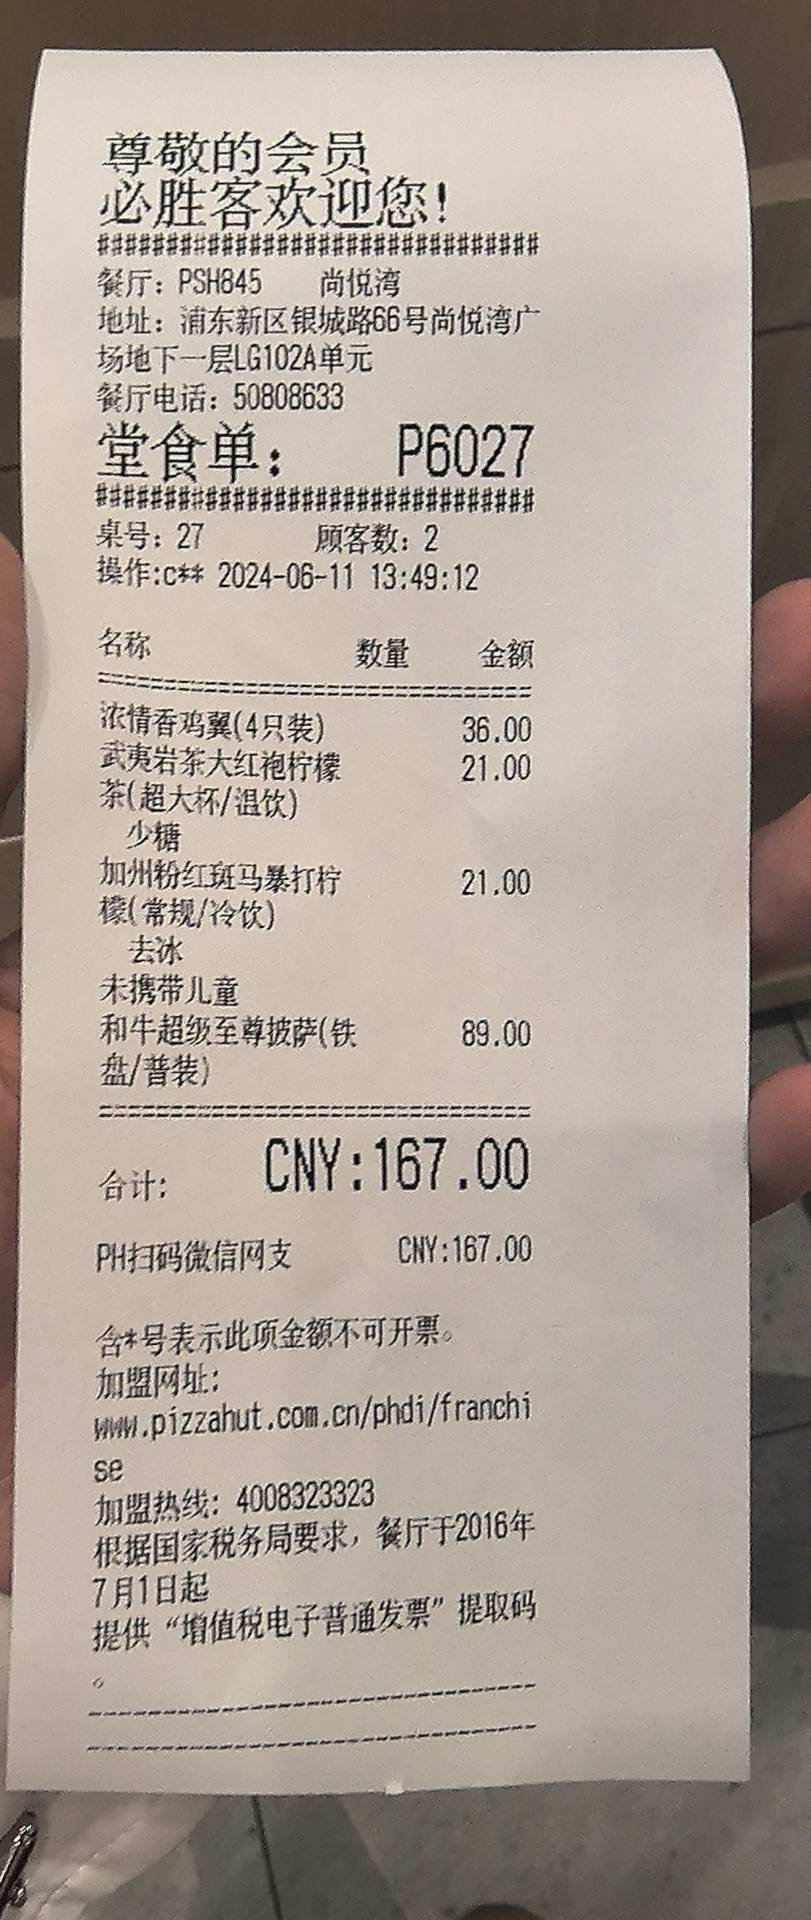 尊敬的会员
必胜客欢迎您!
################################
餐厅: PSH845 尚悦湾
地址: 浦东新区银城路66号尚悦湾广
场地下一层LG102A单元
餐厅电话: 50808633
堂食单: P6027
################################
桌号: 27 顾客数: 2
操作:c** 2024-06-11 13:49:12
名称 数量 金额
================================
浓情香鸡翼(4只装) 36.00
武夷岩茶大红袍柠檬 21.00
茶(超大杯/温饮)
少糖
加州粉红斑马暴打柠 21.00
檬(常规/冷饮)
去冰
未携带儿童
和牛超级至尊披萨(铁 89.00
盘/普装)
================================
合计: CNY:167.00
PH扫码微信网支 CNY:167.00
含*号表示此项金额不可开票。
加盟网址:
www.pizzahut.com.cn/phdi/franchi
se
加盟热线: 4008323323
根据国家税务局要求，餐厅于2016年
7月1日起
提供“增值税电子普通发票”提取码
。
--------------------------------
--------------------------------